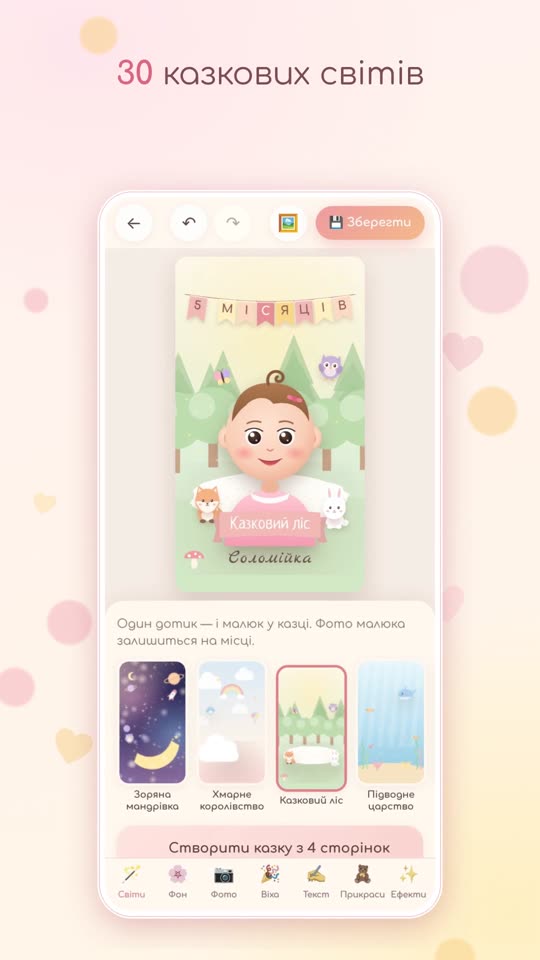 30 казкових світів
Зберегти
5 МІСЯЦІВ
Казковий ліс
Соломійка
Один дотик — і малюк у казці. Фото малюка
залишиться на місці.
Зоряна
мандрівка
Хмарне
королівство
Казковий ліс
Підводне
царство
Створити казку з 4 сторінок
Світи
Фон
Фото
Віха
Текст
Прикраси
Ефекти